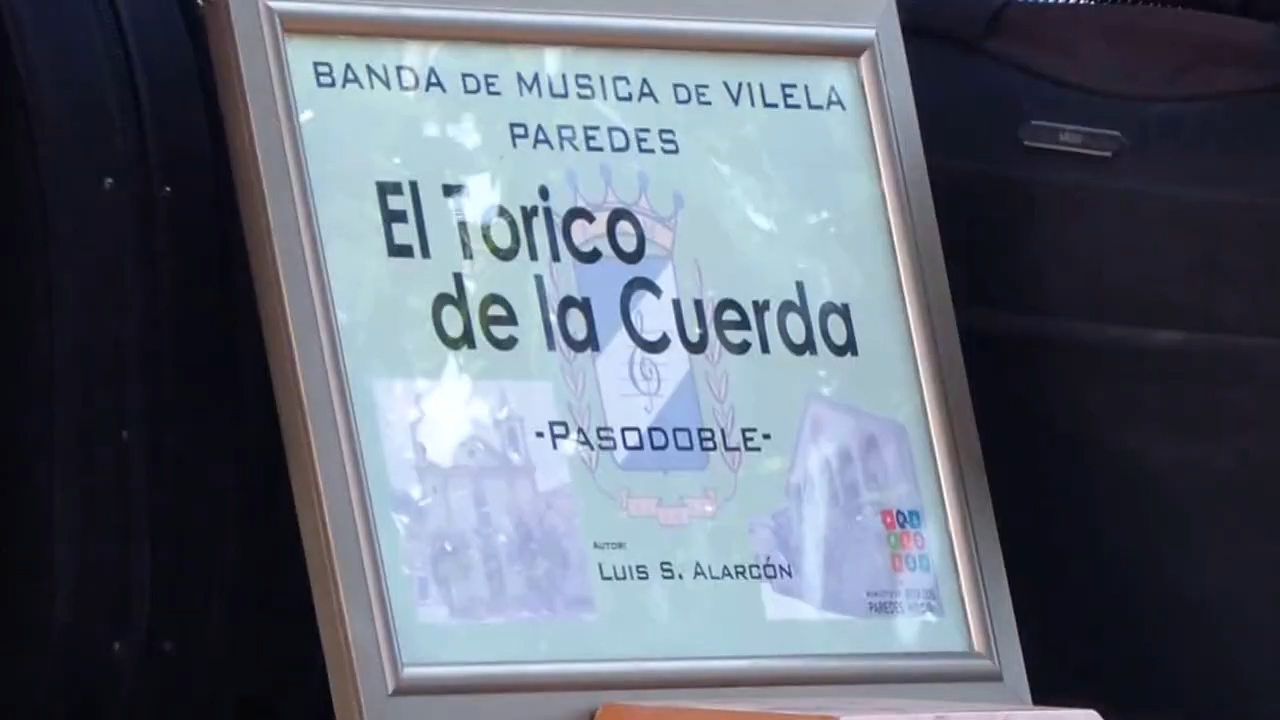 BANDA DE MUSICA DE VILELA
PAREDES
El Torico
de la Cuerda
-PASODOBLE-
AUTOR:
LUIS S. ALARCÓN
PAREDES